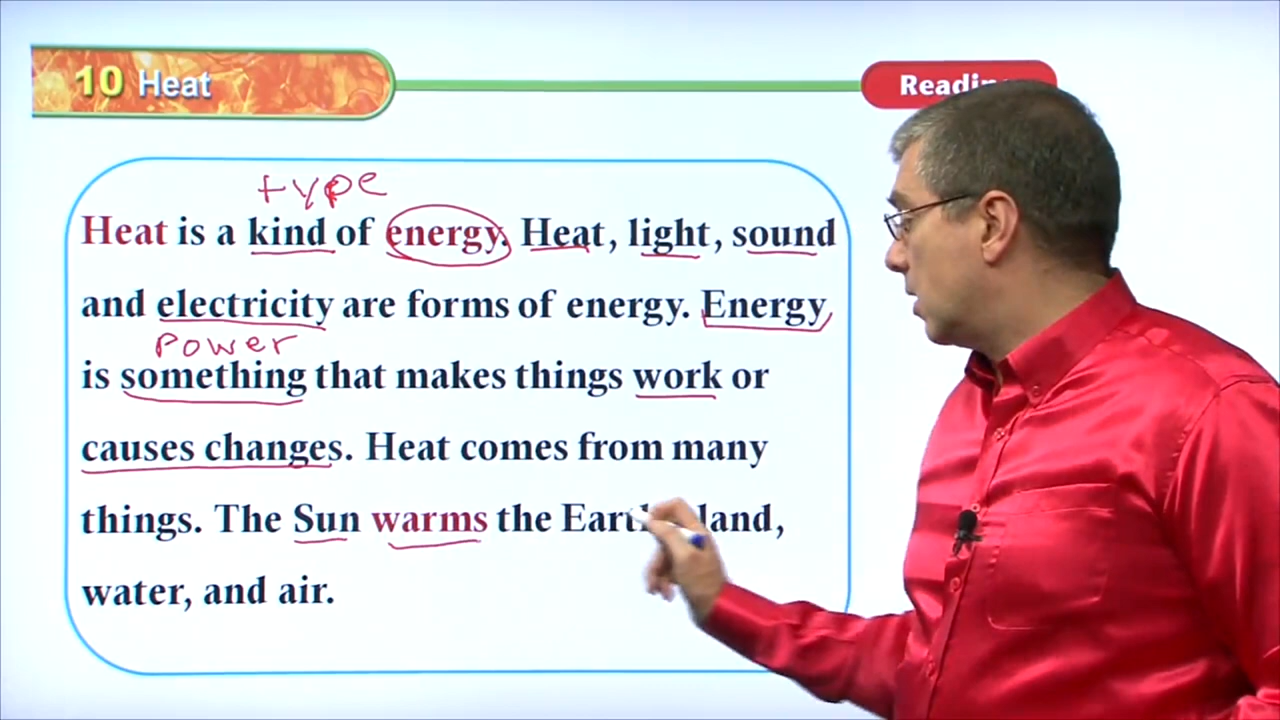 10 Heat
Readin
type
Heat is a kind of energy. Heat, light, sound
and electricity are forms of energy. Energy
Power
is something that makes things work or
causes changes. Heat comes from many
things. The Sun warms the Eart land,
water, and air.